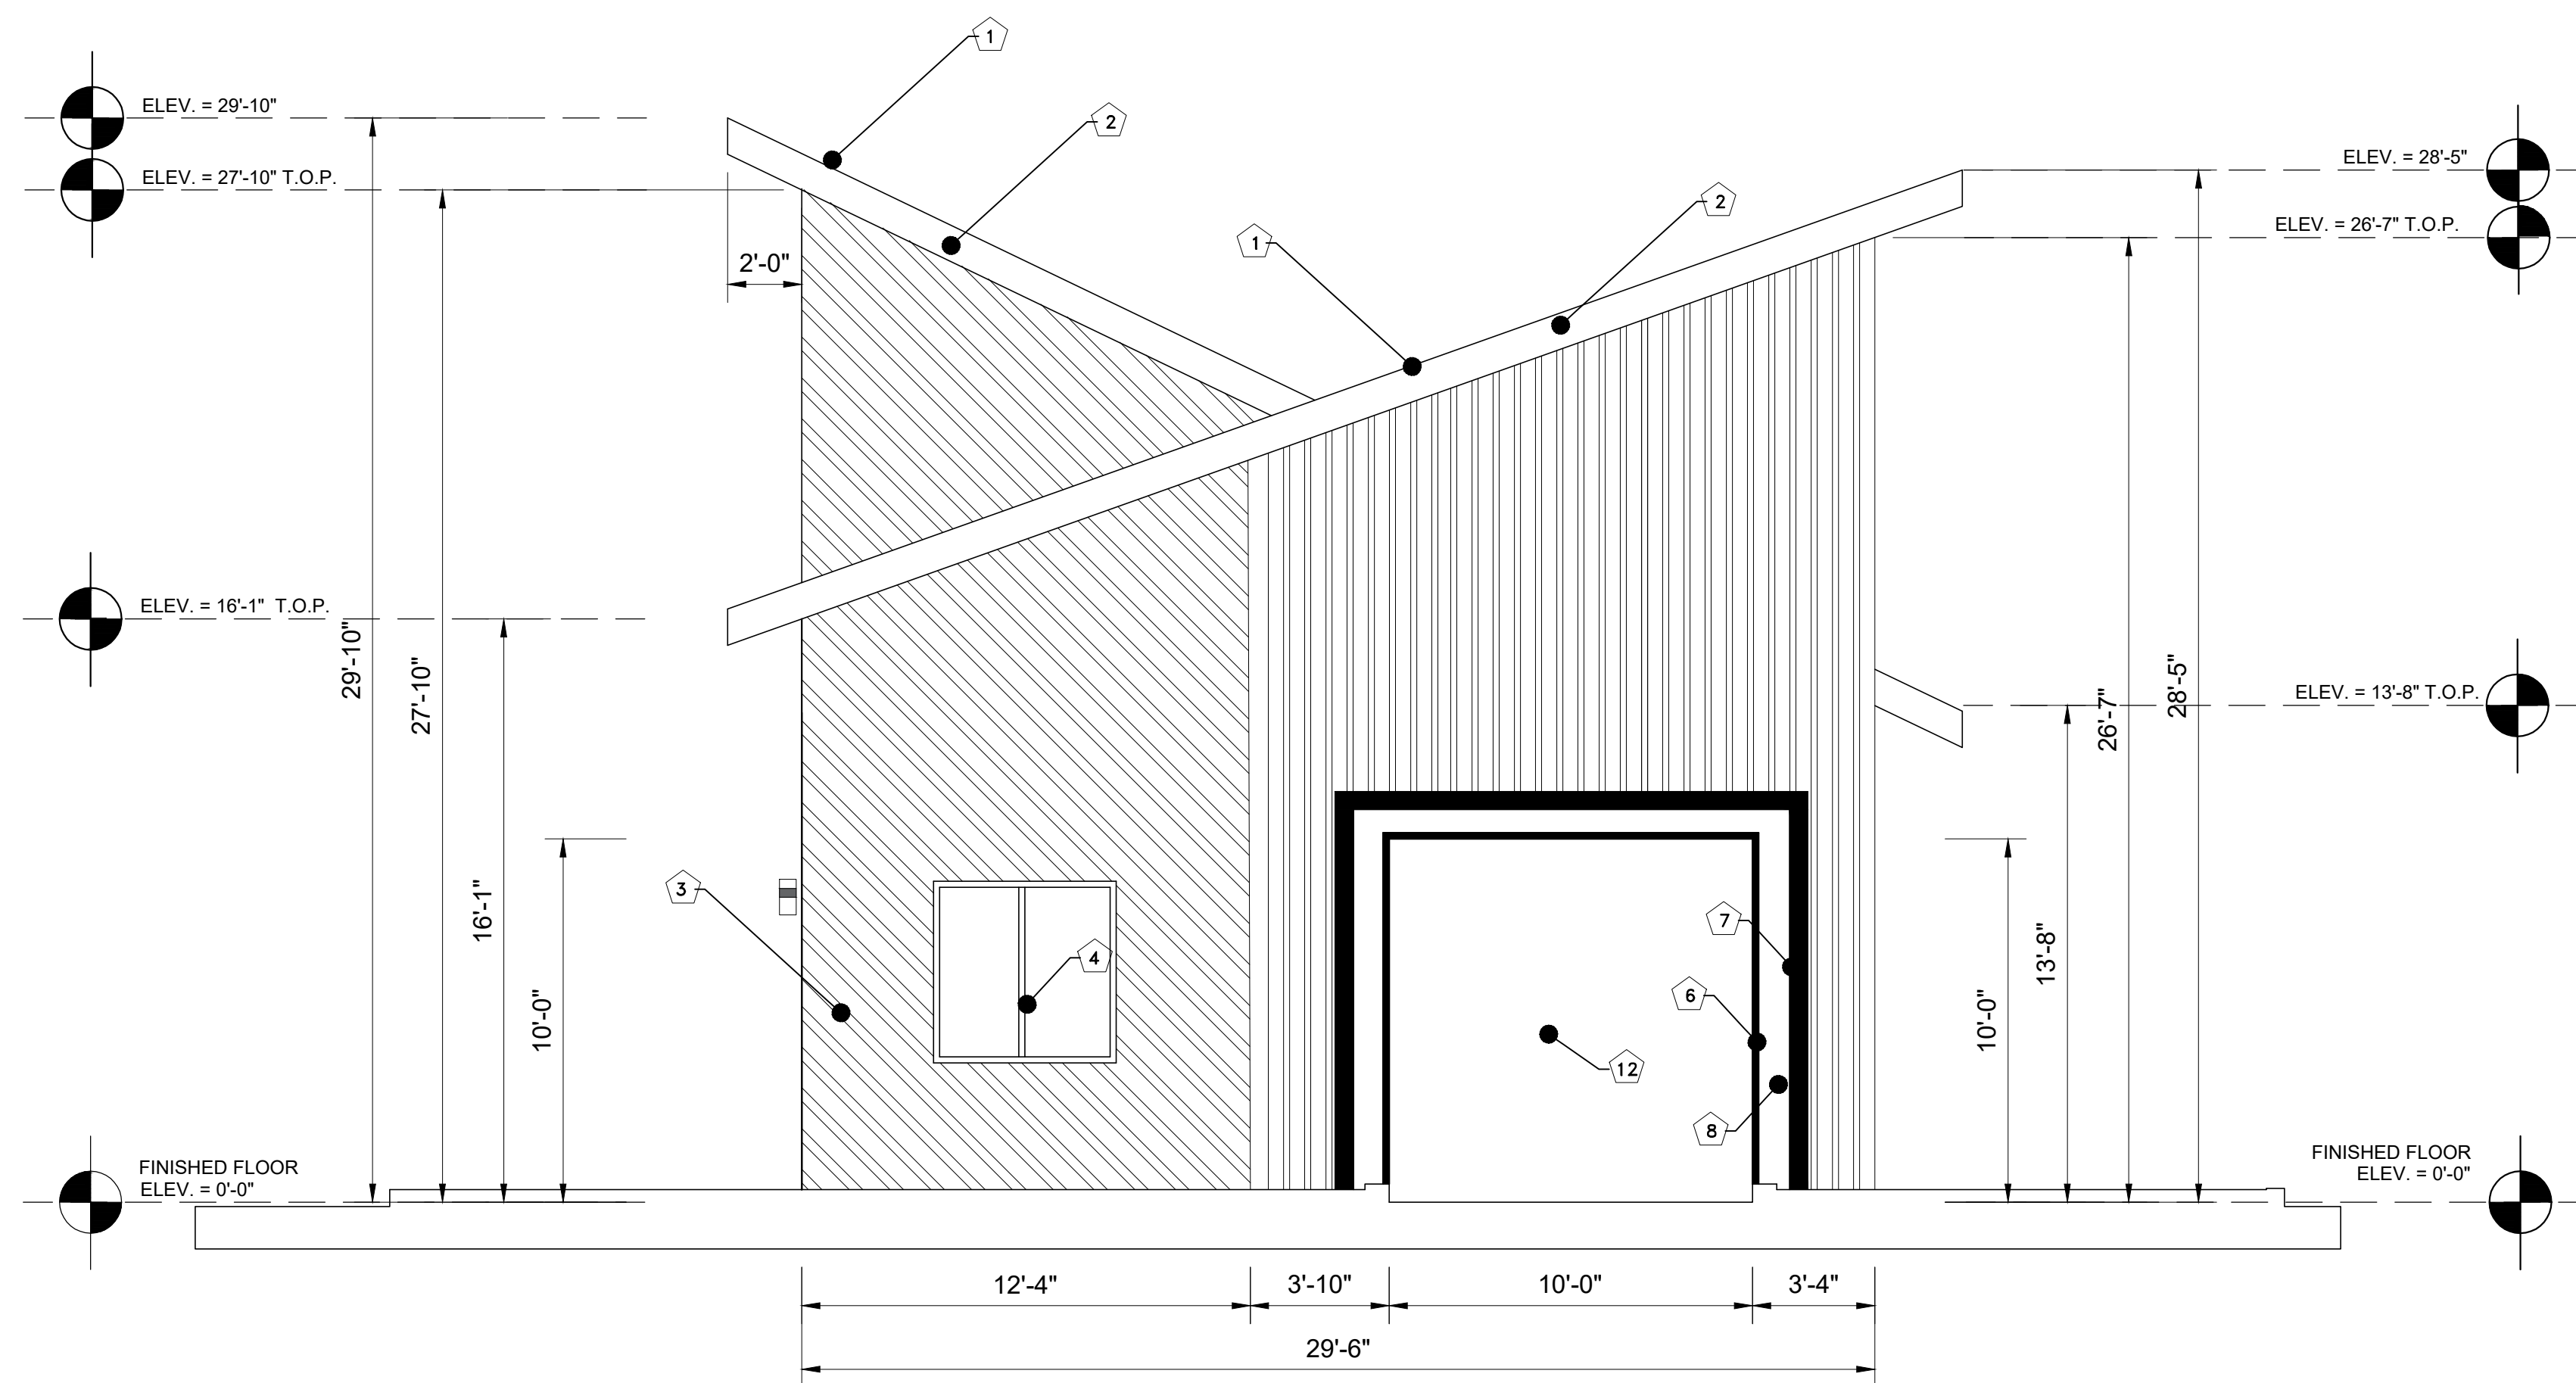 1
ELEV. = 29'-10"
2
ELEV. = 28'-5"
ELEV. = 27'-10" T.O.P.
2
ELEV. = 26'-7" T.O.P.
1
2'-0"
ELEV. = 16'-1" T.O.P.
29'-10"
27'-10"
28'-5"
26'-7"
ELEV. = 13'-8" T.O.P.
3
16'-1"
7
4
13'-8"
6
10'-0"
10'-0"
12
8
FINISHED FLOOR
ELEV. = 0'-0"
FINISHED FLOOR
ELEV. = 0'-0"
12'-4"
3'-10"
10'-0"
3'-4"
29'-6"